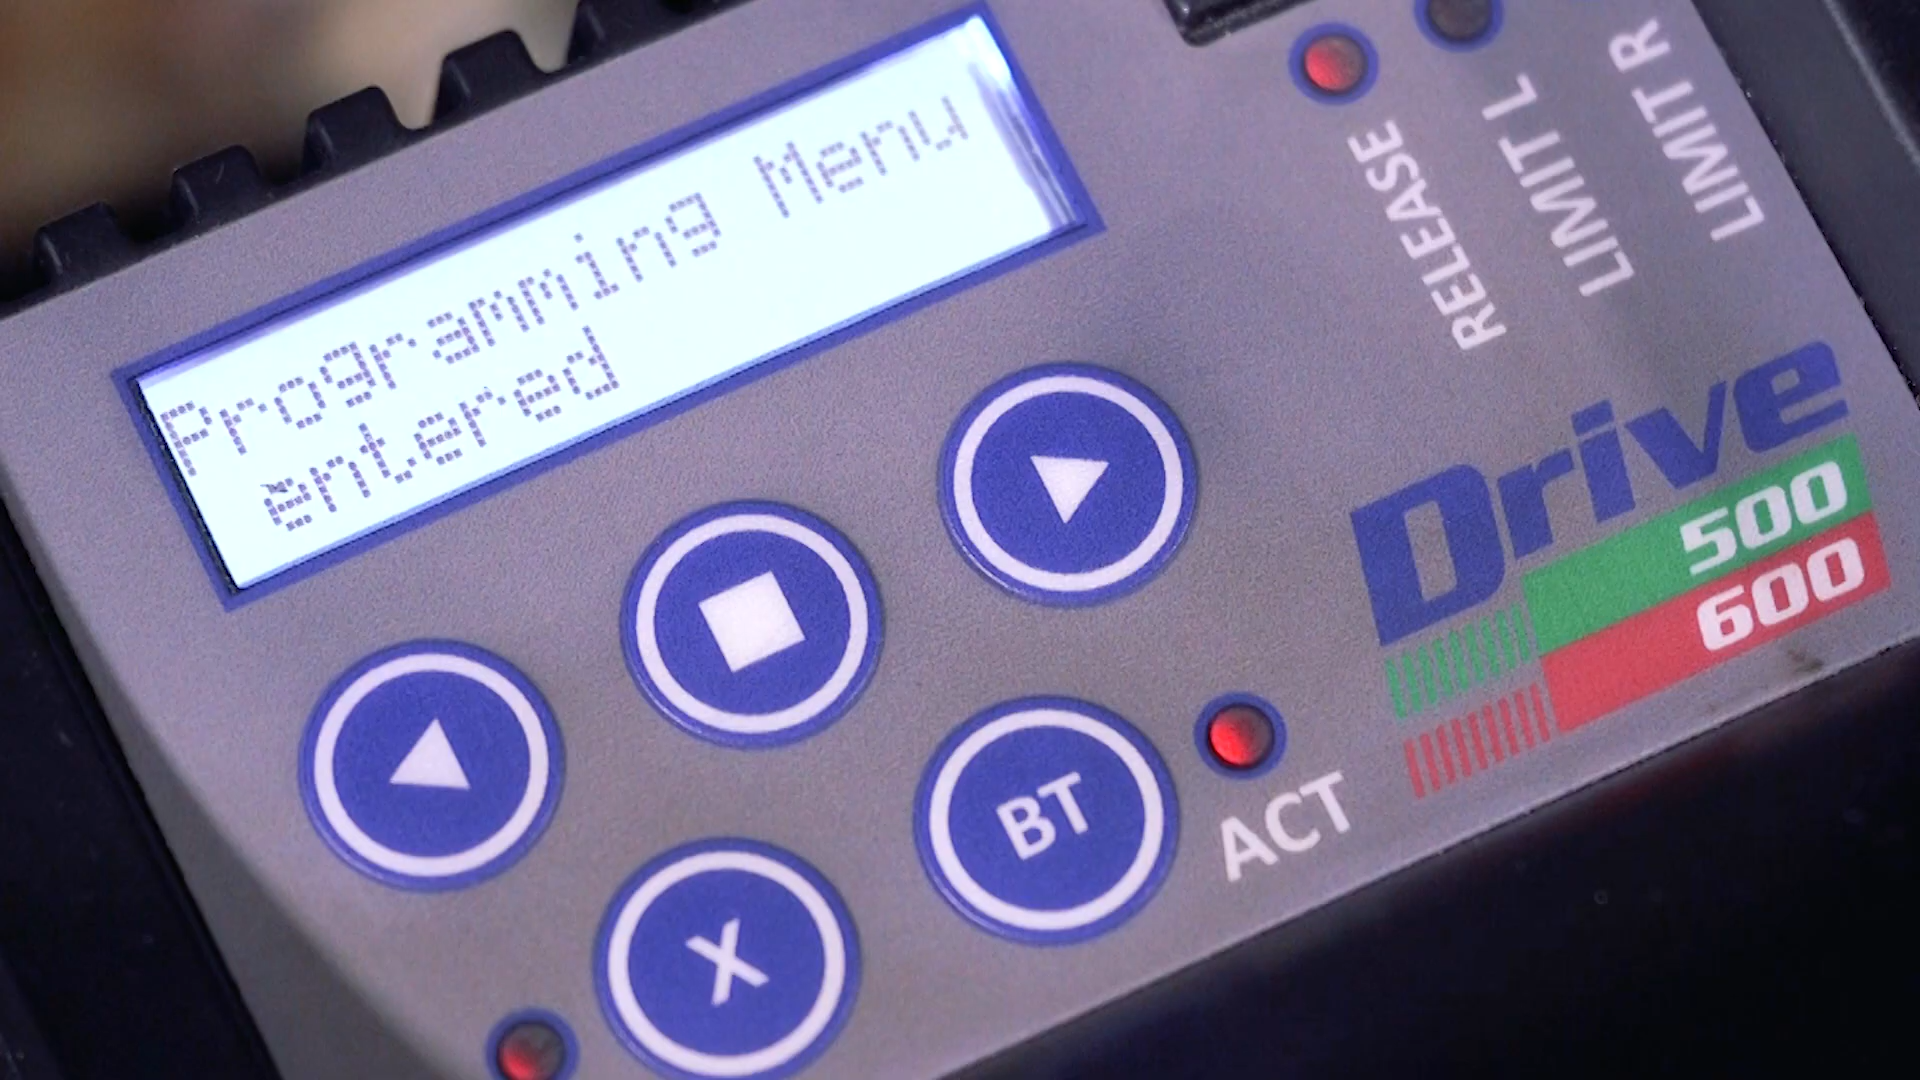 Programming Menu
entered
RELEASE
LIMIT L
LIMIT R
Drive
500
600
BT
ACT
X